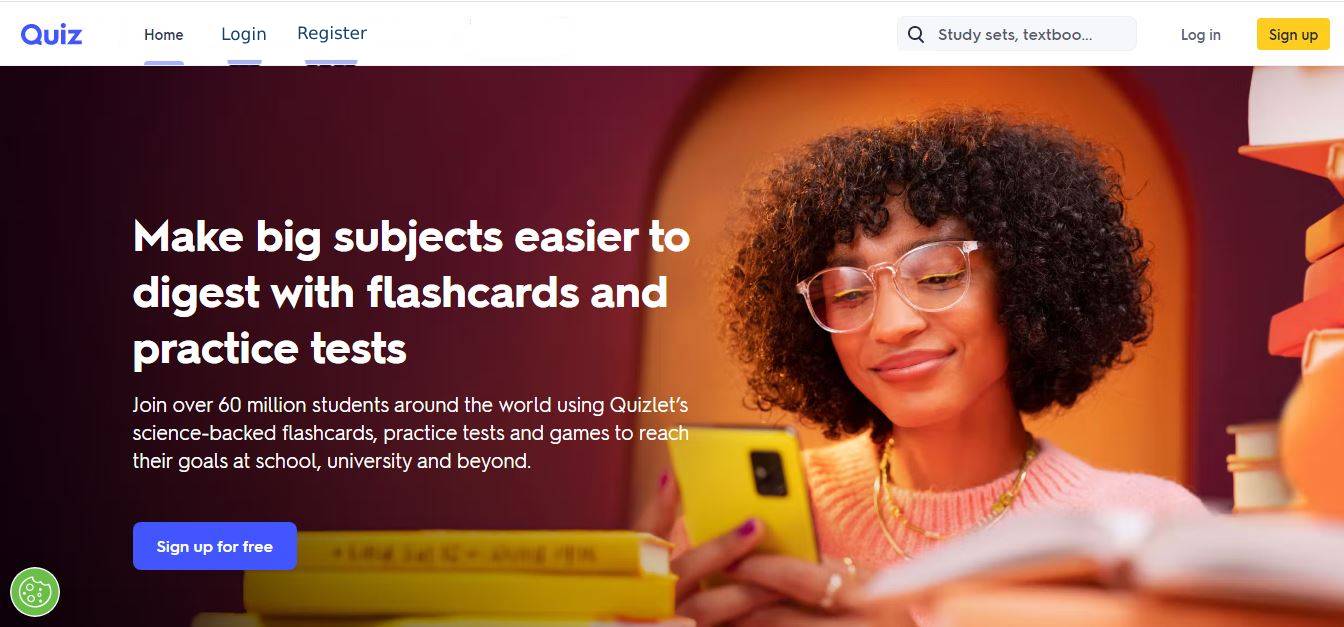 Quiz
Home Login Register Study sets, textboo... Log in Sign up
Make big subjects easier to
digest with flashcards and
practice tests
Join over 60 million students around the world using Quizlet's
science-backed flashcards, practice tests and games to reach
their goals at school, university and beyond.
Sign up for free